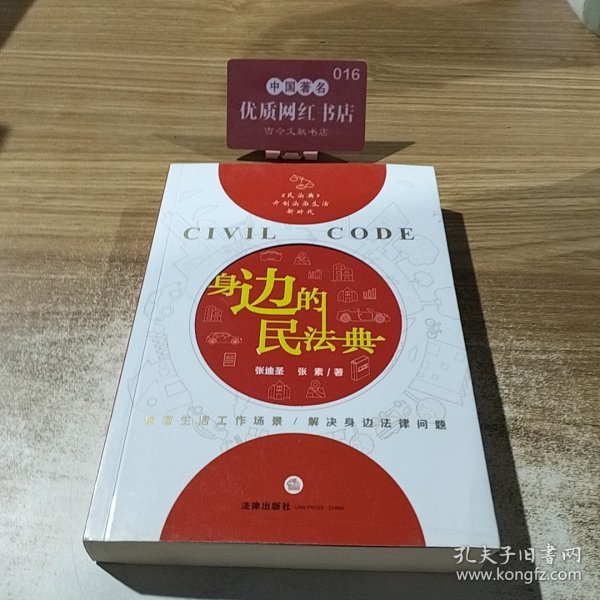 016
中国著名
优质网红书店
古今文献书店
《民法典》
开创法治生活
新时代
CIVIL CODE
身边的
民法典
张迪圣 张素/著
生活工作场景/解决身边法律问题
法律出版社
LAW PRESS·CHINA
孔夫子旧书网
www.kongfz.com